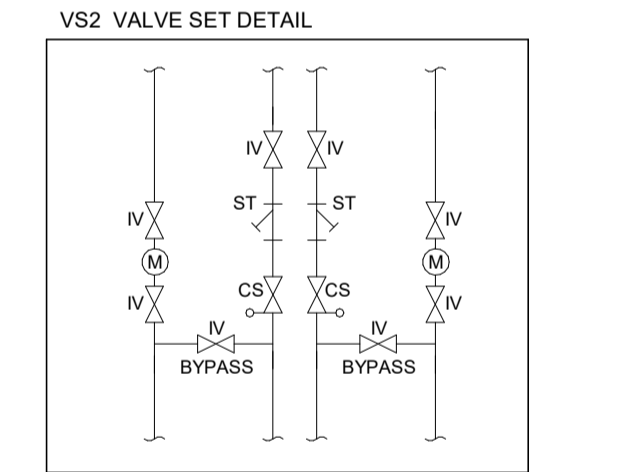 VS2 VALVE SET DETAIL
IV IV
ST ST
IV IV
M M
CS CS
IV IV
IV IV
BYPASS BYPASS